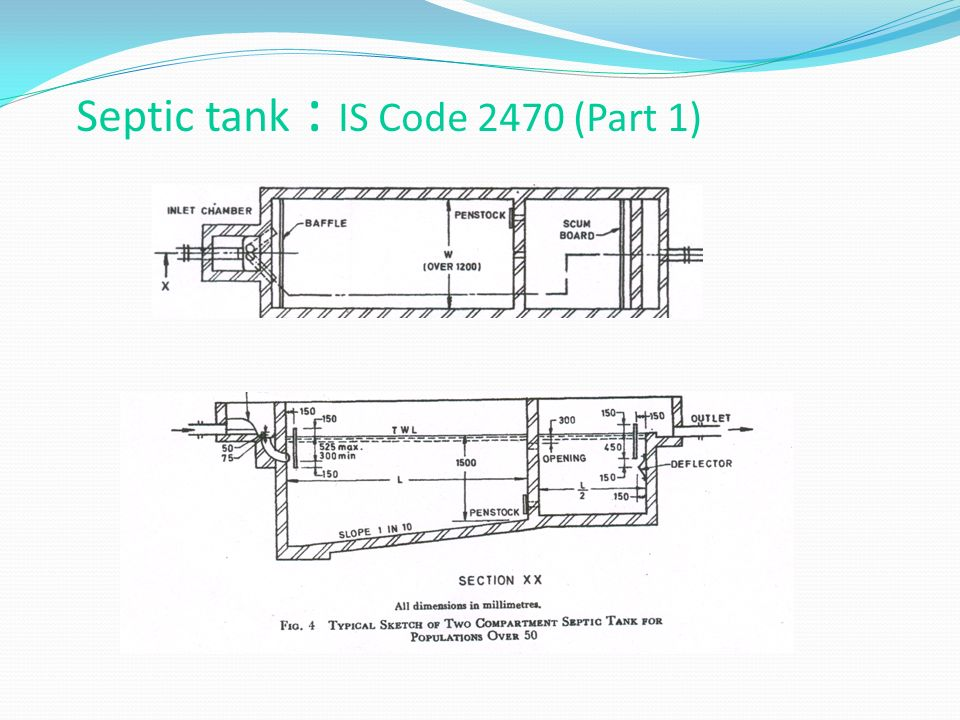 Septic tank : IS Code 2470 (Part 1)
INLET CHAMBER
BAFFLE
PENSTOCK
SCUM
BOARD
W
(OVER 1200)
X
150
150
TWL
300
150
150
OUTLET
50
75
525 max.
300 min
1500
450
OPENING
DEFLECTOR
150
L
L
2
150
150
PENSTOCK
SLOPE 1 IN 10
SECTION XX
All dimensions in millimetres.
FIG. 4 TYPICAL SKETCH OF TWO COMPARTMENT SEPTIC TANK FOR
POPULATIONS OVER 50